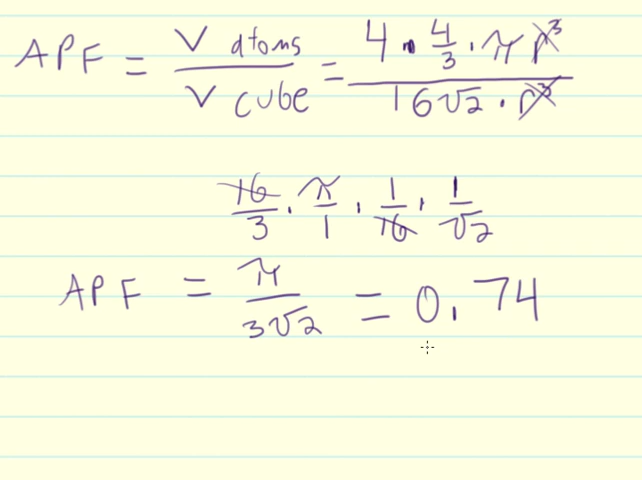 APF = V atoms / V cube = 4 · 4/3 · π r³ / 16√2 · r³
16/3 · π/1 · 1/16 · 1/√2
APF = π / 3√2 = 0.74